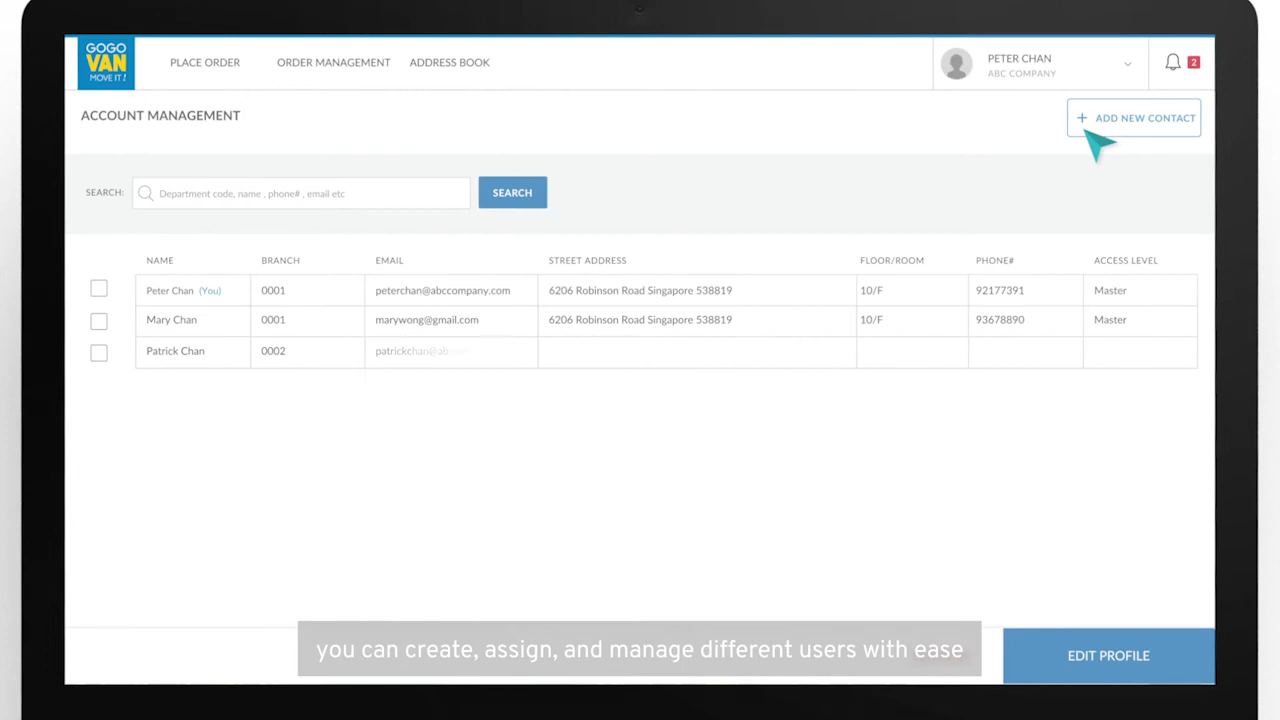 GOGO
VAN
MOVE IT!
PLACE ORDER ORDER MANAGEMENT ADDRESS BOOK
PETER CHAN
ABC COMPANY
2
ACCOUNT MANAGEMENT
+ ADD NEW CONTACT
SEARCH: Department code, name , phone# , email etc SEARCH
NAME BRANCH EMAIL STREET ADDRESS FLOOR/ROOM PHONE# ACCESS LEVEL
Peter Chan (You) 0001 peterchan@abccompany.com 6206 Robinson Road Singapore 538819 10/F 92177391 Master
Mary Chan 0001 marywong@gmail.com 6206 Robinson Road Singapore 538819 10/F 93678890 Master
Patrick Chan 0002
you can create, assign, and manage different users with ease
EDIT PROFILE